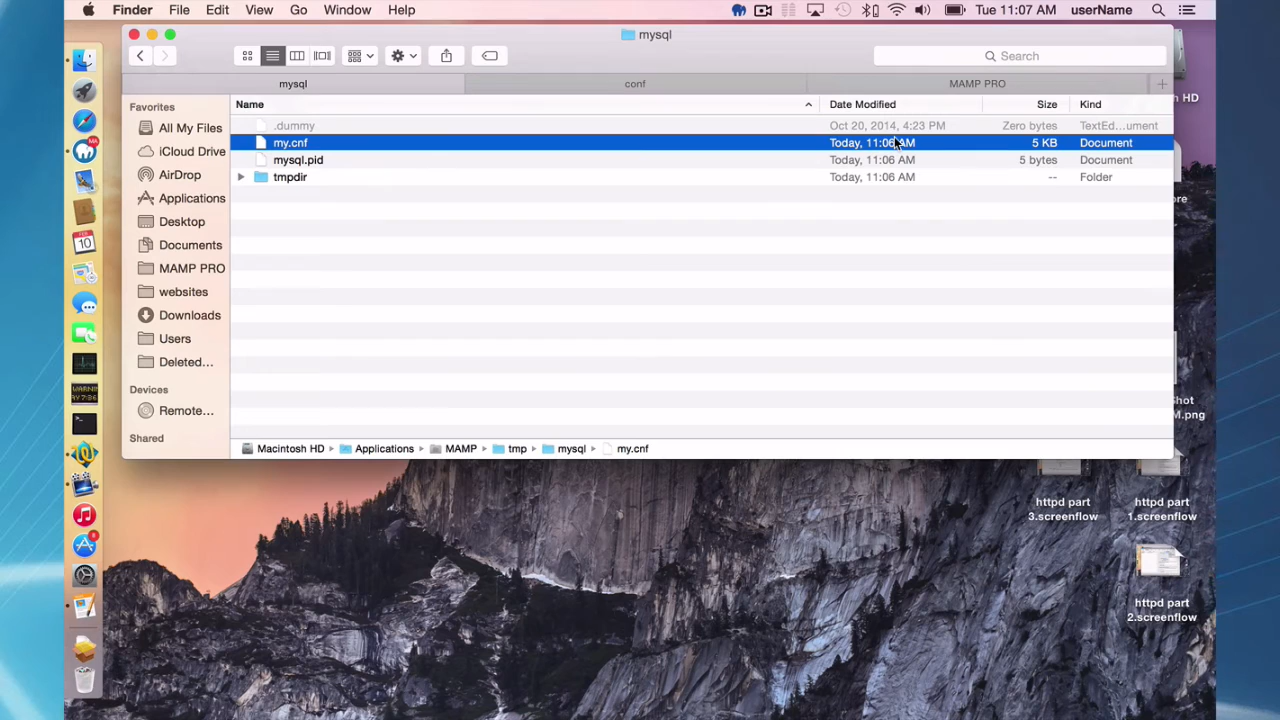 Finder File Edit View Go Window Help Tue 11:07 AM userName
mysql
Search
mysql conf MAMP PRO
Favorites
All My Files
iCloud Drive
AirDrop
Applications
Desktop
Documents
MAMP PRO
websites
Downloads
Users
Deleted...
Devices
Remote...
Shared
Name Date Modified Size Kind
.dummy Oct 20, 2014, 4:23 PM Zero bytes TextEd...ument
my.cnf Today, 11:06 AM 5 KB Document
mysql.pid Today, 11:06 AM 5 bytes Document
tmpdir Today, 11:06 AM -- Folder
Macintosh HD Applications MAMP tmp mysql my.cnf
HD
httpd part
3.screenflow
httpd part
1.screenflow
httpd part
2.screenflow
FEB
10
MA
8